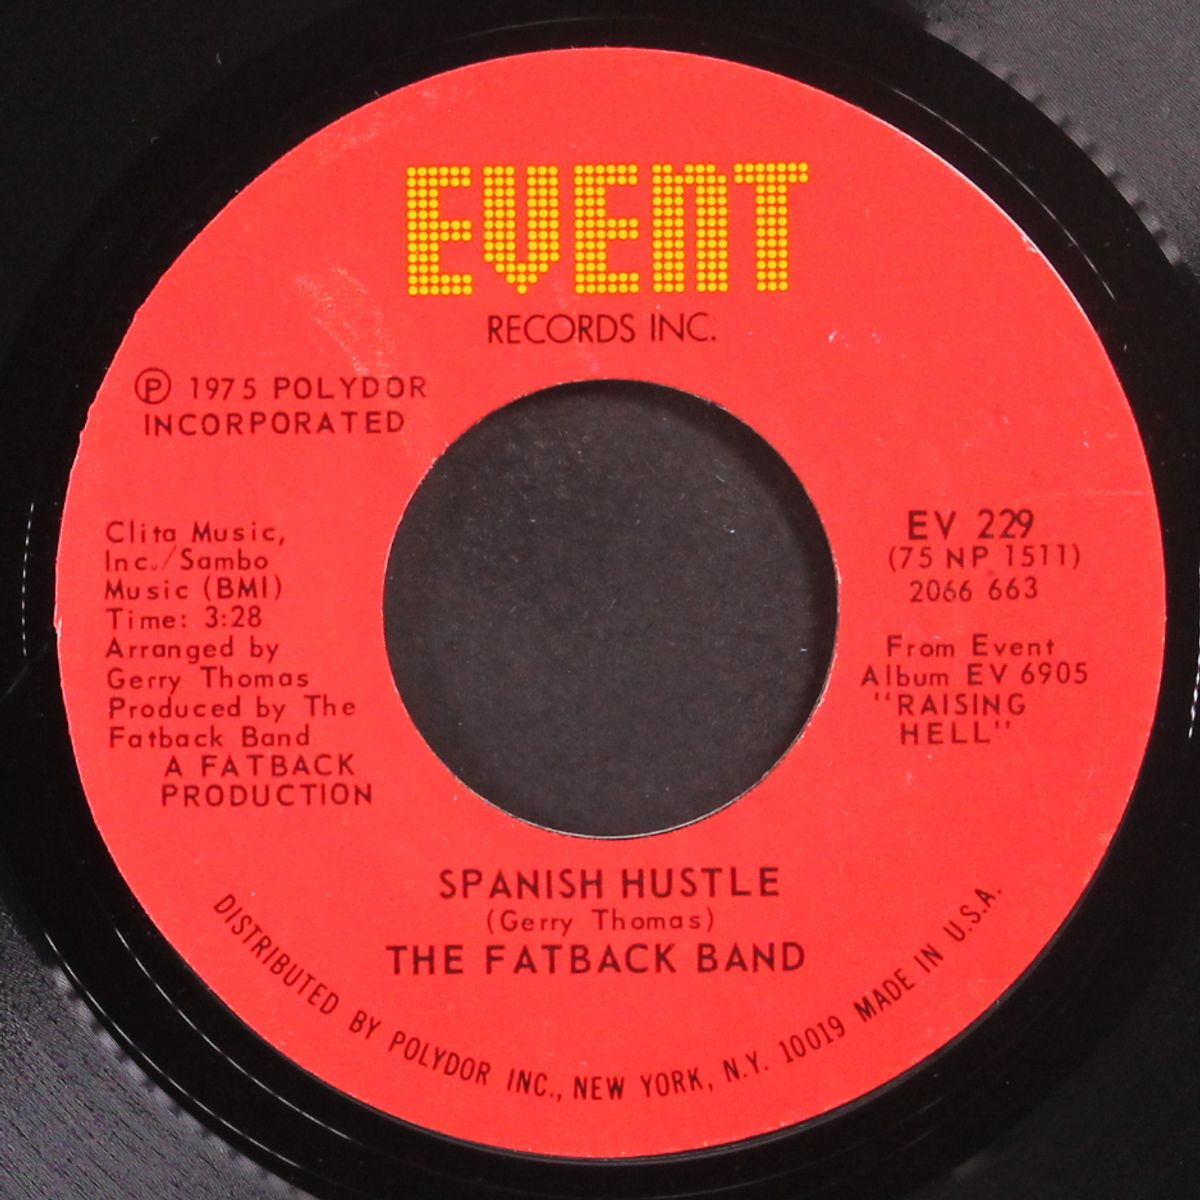 EVENT
RECORDS INC.
Ⓟ 1975 POLYDOR
INCORPORATED
Clita Music,
Inc./Sambo
Music (BMI)
Time: 3:28
Arranged by
Gerry Thomas
Produced by The
Fatback Band
A FATBACK
PRODUCTION
EV 229
(75 NP 1511)
2066 663
From Event
Album EV 6905
"RAISING
HELL"
SPANISH HUSTLE
(Gerry Thomas)
THE FATBACK BAND
DISTRIBUTED BY POLYDOR INC., NEW YORK, N.Y. 10019 MADE IN U.S.A.